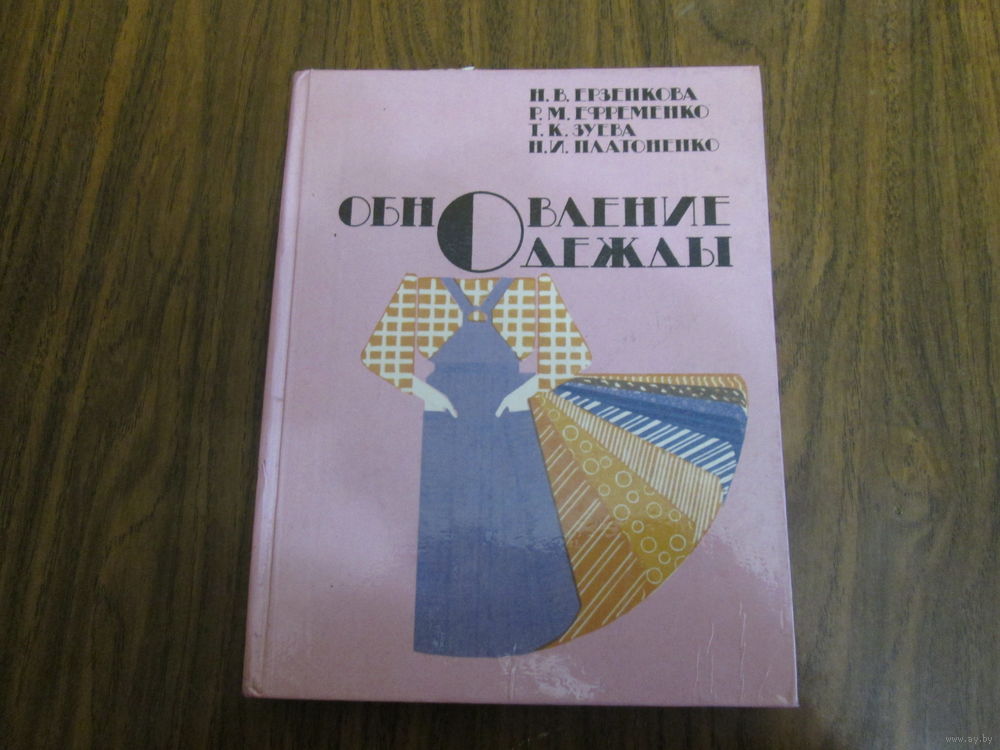 Н. В. ЕРЗЕНКОВА
Р. М. ЕФРЕМЕНКО
Т. К. ЗУЕВА
Н. И. ПЛАТОНЕНКО
ОБНОВЛЕНИЕ
ОДЕЖДЫ
www.ay.by